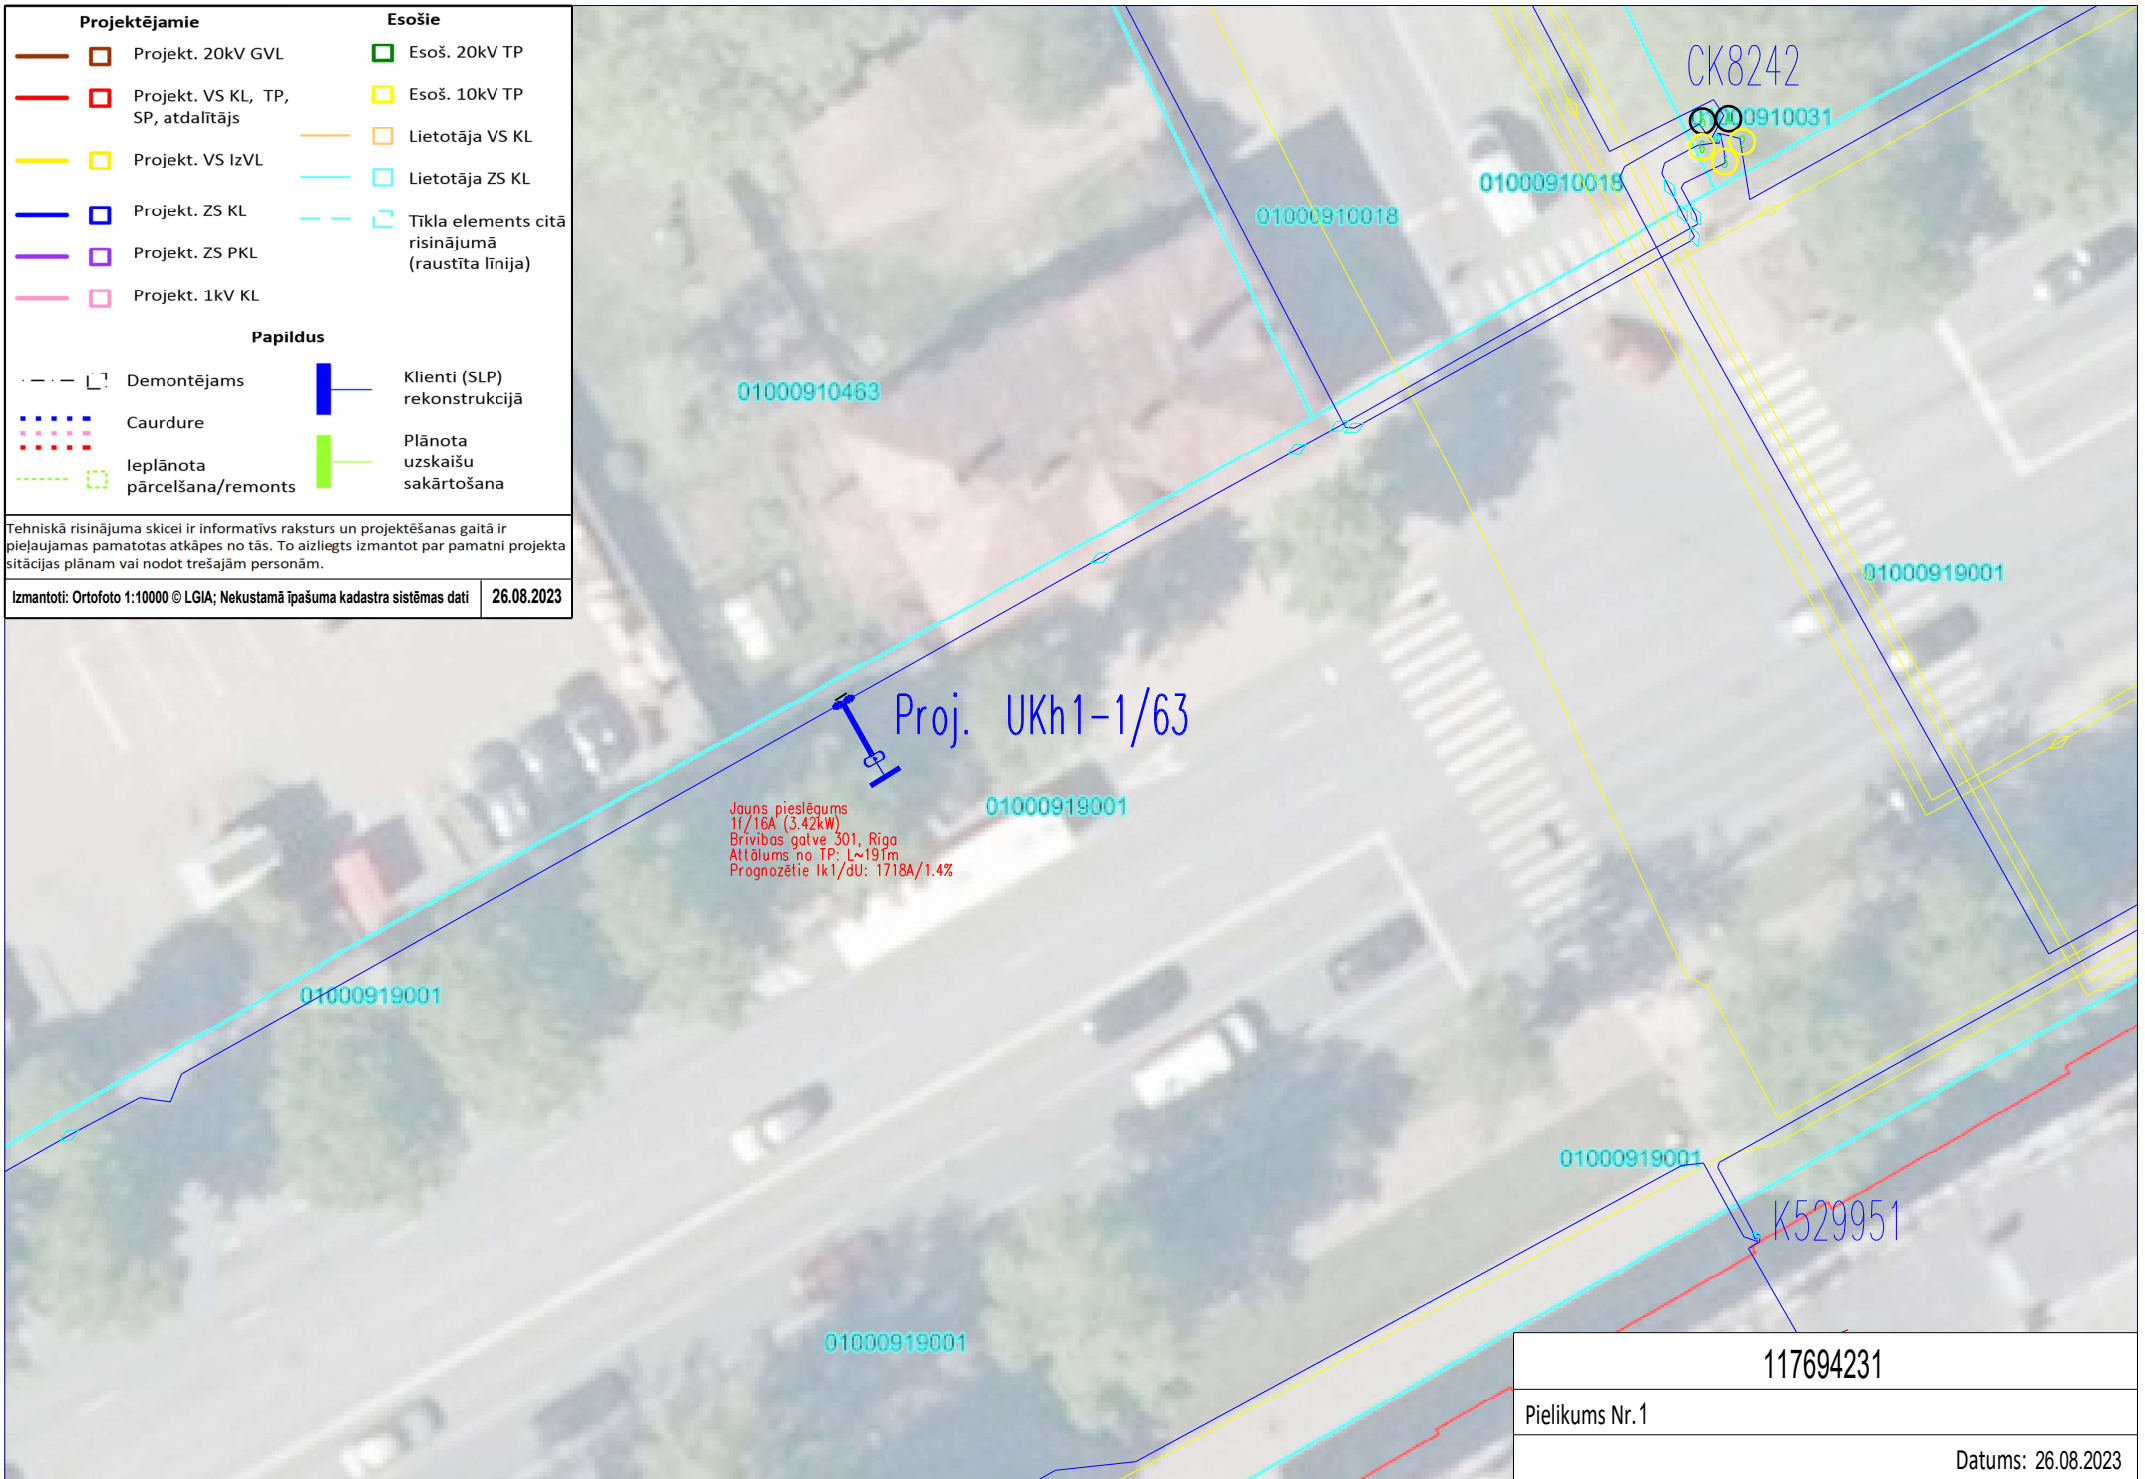 Projektējamie
Esošie
Projekt. 20kV GVL
Esoš. 20kV TP
Projekt. VS KL, TP,
SP, atdalītājs
Esoš. 10kV TP
Lietotāja VS KL
Projekt. VS IzVL
Lietotāja ZS KL
Projekt. ZS KL
Tīkla elements citā
risinājumā
(raustīta līnija)
Projekt. ZS PKL
Projekt. 1kV KL
Papildus
Demontējams
Klienti (SLP)
rekonstrukcijā
Caurdure
Plānota
uzskaišu
sakārtošana
Ieplānota
pārcelšana/remonts
Tehniskā risinājuma skicei ir informatīvs raksturs un projektēšanas gaitā ir
pieļaujamas pamatotas atkāpes no tās. To aizliegts izmantot par pamatni projekta
sitācijas plānam vai nodot trešajām personām.
Izmantoti: Ortofoto 1:10000 © LGIA; Nekustamā īpašuma kadastra sistēmas dati
26.08.2023
CK8242
01000910018
01000910018
01000910463
01000919001
Proj. UKh1-1/63
01000919001
Jauns pieslēgums
1f/16A (3.42kW)
Brīvības gatve 301, Rīga
Attālums no TP: L~191m
Prognozētie Ik1/dU: 1718A/1.4%
01000919001
01000919001
K529951
01000919001
117694231
Pielikums Nr.1
Datums: 26.08.2023